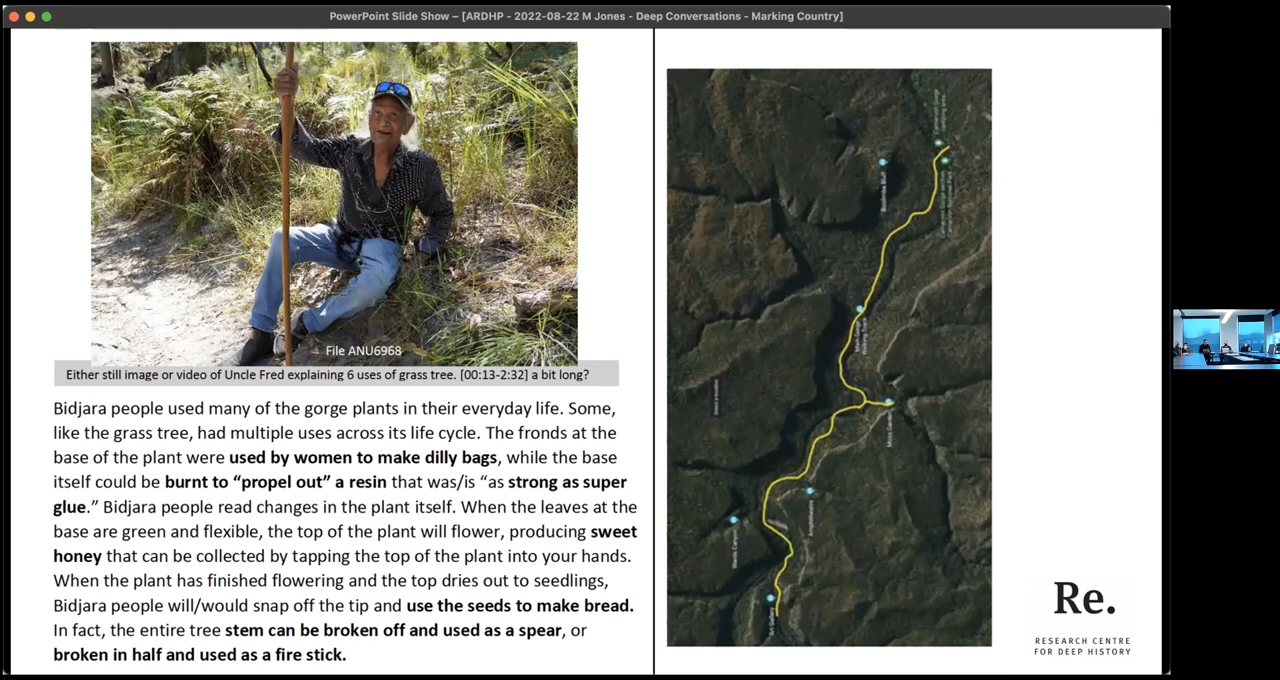 PowerPoint Slide Show – [ARDHP - 2022-08-22 M Jones - Deep Conversations - Marking Country]
File ANU6968
Either still image or video of Uncle Fred explaining 6 uses of grass tree. [00:13-2:32] a bit long?
Bidjara people used many of the gorge plants in their everyday life. Some,
like the grass tree, had multiple uses across its life cycle. The fronds at the
base of the plant were used by women to make dilly bags, while the base
itself could be burnt to “propel out” a resin that was/is “as strong as super
glue.” Bidjara people read changes in the plant itself. When the leaves at the
base are green and flexible, the top of the plant will flower, producing sweet
honey that can be collected by tapping the top of the plant into your hands.
When the plant has finished flowering and the top dries out to seedlings,
Bidjara people will/would snap off the tip and use the seeds to make bread.
In fact, the entire tree stem can be broken off and used as a spear, or
broken in half and used as a fire stick.
Boolimba Bluff
Moss Garden
Amphitheatre
Wards Canyon
Art Gallery
Re.
RESEARCH CENTRE
FOR DEEP HISTORY